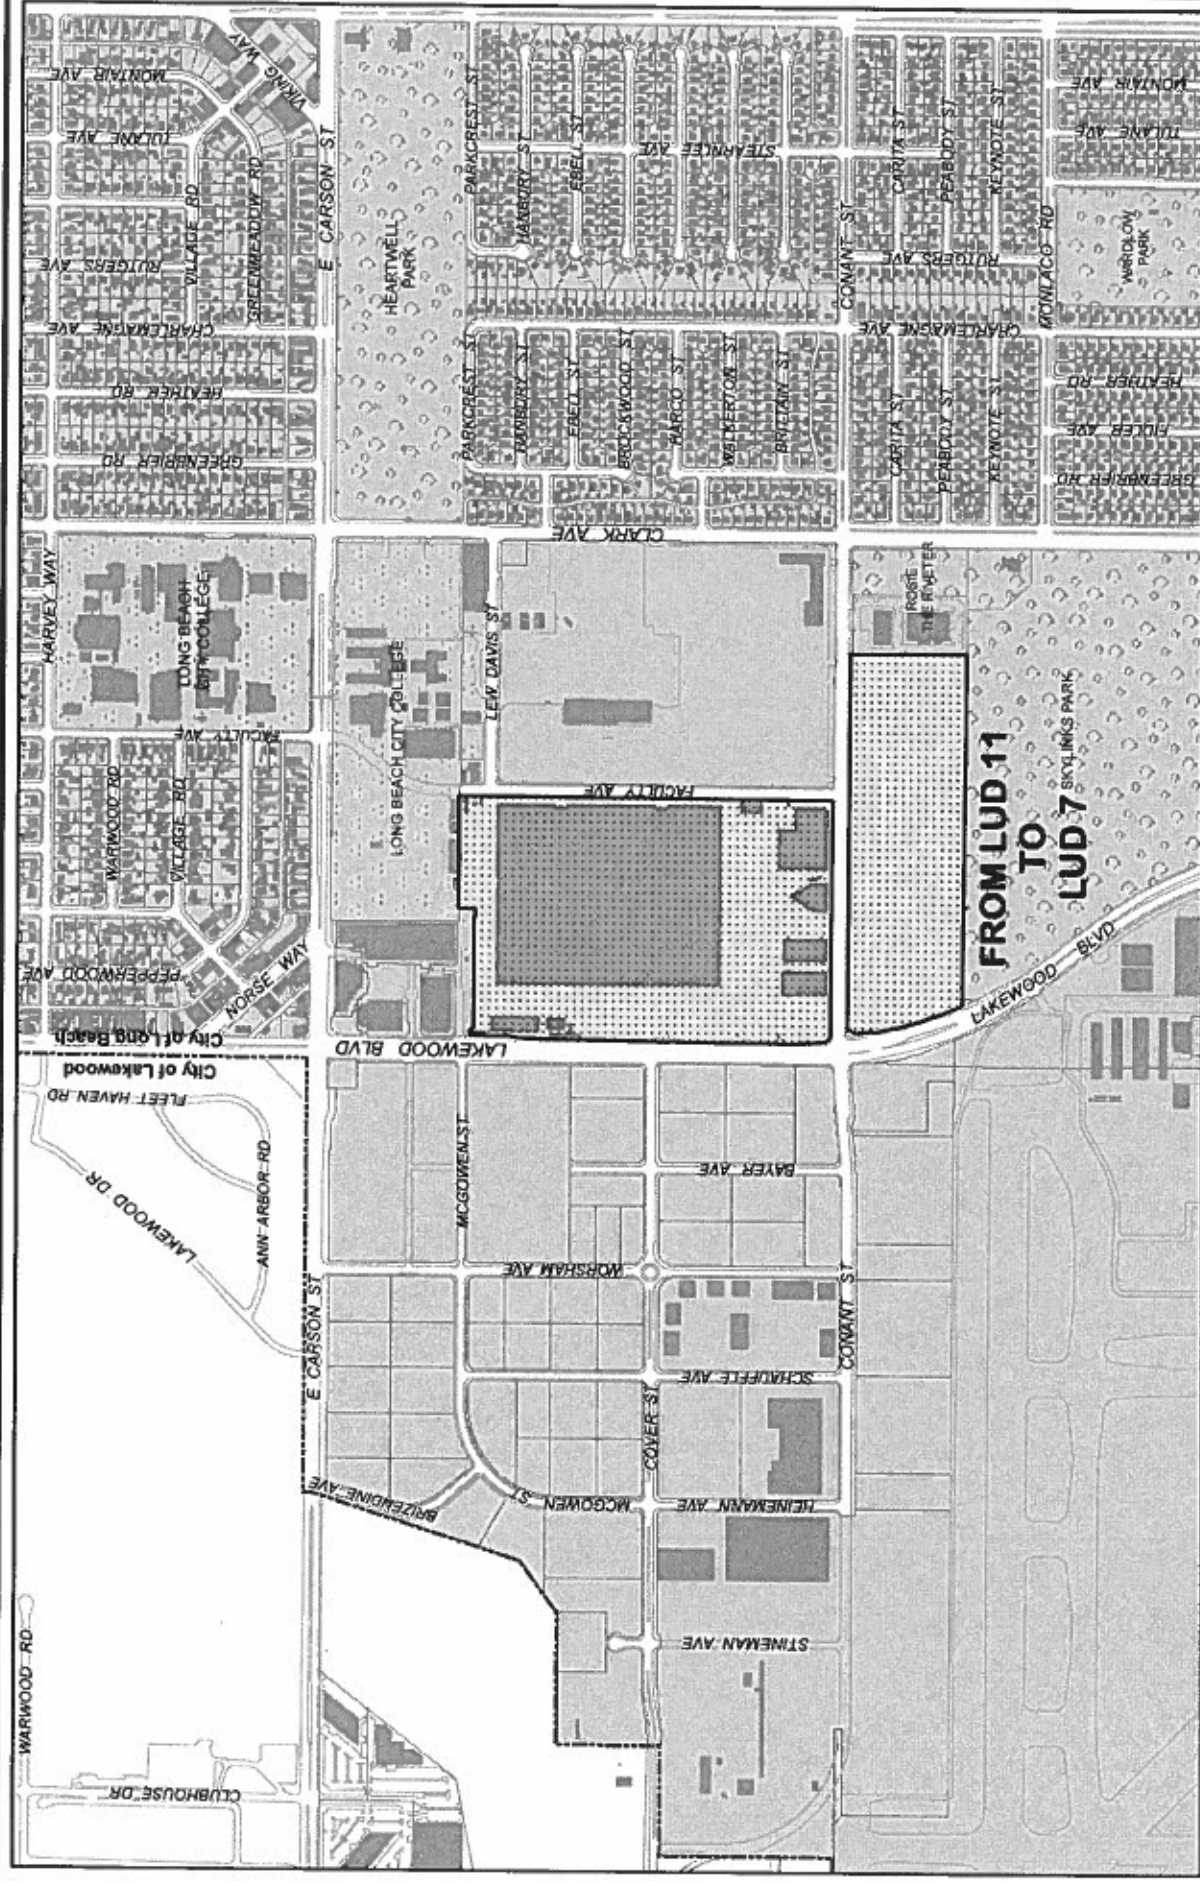 WARWOOD RD
CLUBHOUSE DR
LAKEWOOD DR
FLEET HAVEN RD
ANN ARBOR RD
City of Lakewood
City of Long Beach
PEPPERWOOD AVE
NORSE WAY
WARWOOD RD
VILLAGE RD
FACULTY AVE
HARVEY WAY
LONG BEACH
CITY COLLEGE
GREENBRIER RD
HEATHER RD
CHARLEMAGNE AVE
RUTGERS AVE
VILLAGE RD
GREENMEADOW RD
TULANE AVE
MONTAIR AVE
VIKING WAY
E CARSON ST
E CARSON ST
HEARTWELL
PARK
LONG BEACH CITY COLLEGE
LAKEWOOD BLVD
BRIZENDINE AVE
MCGOWEN ST
MCGOWEN ST
WORSHAM AVE
BAYER AVE
COVER ST
SCHAUFELE AVE
HEINEMANN AVE
STINEMAN AVE
LEW DAVIS ST
FACULTY AVE
CLARK AVE
PARKCREST ST
HANBURY ST
EBELL ST
BROCKWOOD ST
HARCO ST
WALKERTON ST
BRITTAIN ST
PARKCREST ST
HANBURY ST
EBELL ST
STEARNLEE AVE
CONANT ST
CONANT ST
CARITA ST
PEABODY ST
KEYNOTE ST
CHARLEMAGNE AVE
RUTGERS AVE
CARITA ST
PEABODY ST
KEYNOTE ST
MONLACO RD
GREENBRIER RD
FIDLER AVE
HEATHER RD
WARDLOW
PARK
TULANE AVE
MONTAIR AVE
ROSIE
THE RIVETER
FROM LUD 11
TO
LUD 7
SKYLINKS PARK
LAKEWOOD BLVD